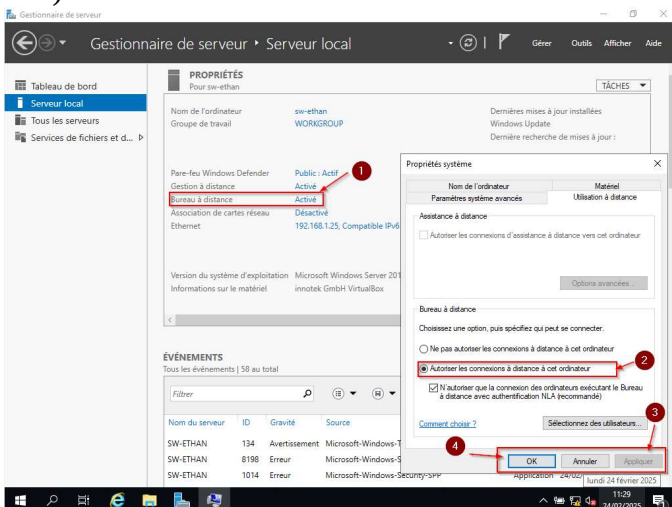 Gestionnaire de serveur
Gestionnaire de serveur • Serveur local
Gérer Outils Afficher Aide
Tableau de bord
Serveur local
Tous les serveurs
Services de fichiers et d...
PROPRIÉTÉS
Pour sw-ethan
TÂCHES
Nom de l'ordinateur sw-ethan
Groupe de travail WORKGROUP
Dernières mises à jour installées
Windows Update
Dernière recherche de mises à jour :
Pare-feu Windows Defender Public : Actif
Gestion à distance Activé
Bureau à distance Activé
Association de cartes réseau Désactivé
Ethernet 192.168.1.25, Compatible IPv6
Version du système d'exploitation Microsoft Windows Server 201
Informations sur le matériel innotek GmbH VirtualBox
1
ÉVÉNEMENTS
Tous les événements | 58 au total
Filtrer
Nom du serveur ID Gravité Source
SW-ETHAN 134 Avertissement Microsoft-Windows-T
SW-ETHAN 8198 Erreur Microsoft-Windows-S
SW-ETHAN 1014 Erreur Microsoft-Windows-Security-SPP Application
Propriétés système
Nom de l'ordinateur Matériel
Paramètres système avancés Utilisation à distance
Assistance à distance
Autoriser les connexions d'assistance à distance vers cet ordinateur
Options avancées...
Bureau à distance
Choisissez une option, puis spécifiez qui peut se connecter.
Ne pas autoriser les connexions à distance à cet ordinateur
2
Autoriser les connexions à distance à cet ordinateur
N'autoriser que la connexion des ordinateurs exécutant le Bureau
à distance avec authentification NLA (recommandé)
3
Comment choisir ? Sélectionnez des utilisateurs...
4
OK Annuler Appliquer
lundi 24 février 2025
11:29
24/02/2025